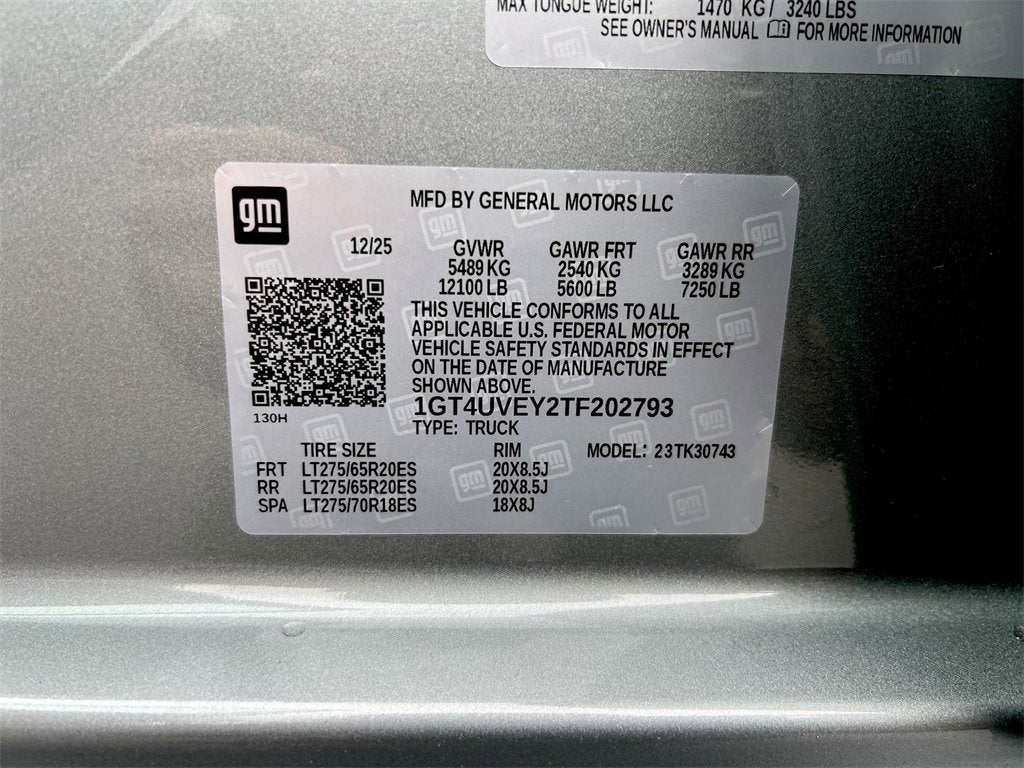 MAX TONGUE WEIGHT: 1470 KG / 3240 LBS
SEE OWNER'S MANUAL FOR MORE INFORMATION
gm
MFD BY GENERAL MOTORS LLC
12/25 GVWR GAWR FRT GAWR RR
5489 KG 2540 KG 3289 KG
12100 LB 5600 LB 7250 LB
THIS VEHICLE CONFORMS TO ALL
APPLICABLE U.S. FEDERAL MOTOR
VEHICLE SAFETY STANDARDS IN EFFECT
ON THE DATE OF MANUFACTURE
SHOWN ABOVE.
130H
1GT4UVEY2TF202793
TYPE: TRUCK
TIRE SIZE RIM MODEL: 23TK30743
FRT LT275/65R20ES 20X8.5J
RR LT275/65R20ES 20X8.5J
SPA LT275/70R18ES 18X8J